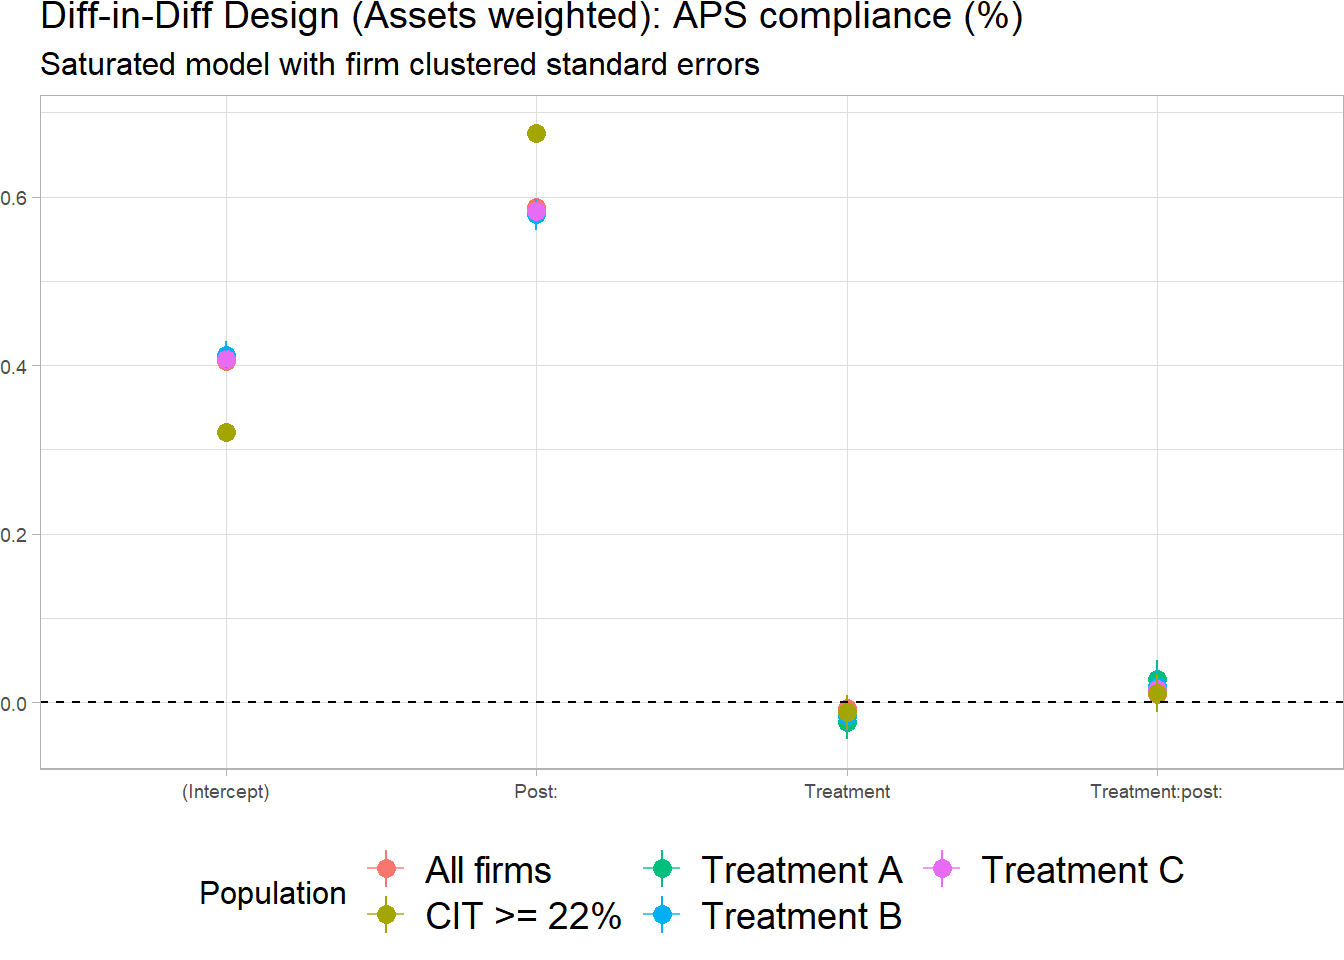 Diff-in-Diff Design (Assets weighted): APS compliance (%)
Saturated model with firm clustered standard errors
0.6
0.4
0.2
0.0
(Intercept) Post: Treatment Treatment:post:
Population
All firms Treatment A Treatment C
CIT >= 22% Treatment B